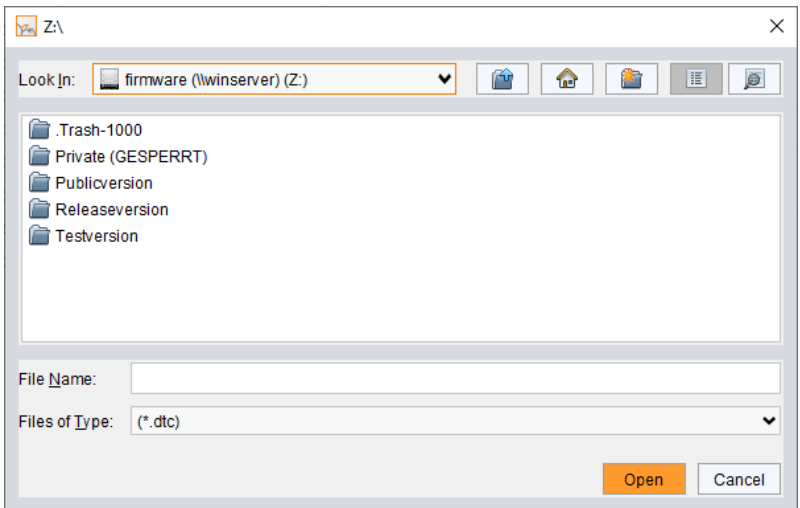 Z:\
Look In: firmware (\\winserver) (Z:)
.Trash-1000
Private (GESPERRT)
Publicversion
Releaseversion
Testversion
File Name:
Files of Type: (*.dtc)
Open Cancel